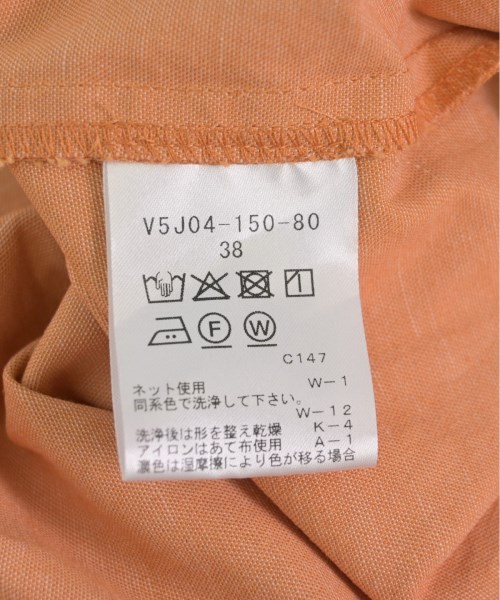 V5J04-150-80
38
F W
C147
ネット使用 W-1
同系色で洗浄して下さい。
W-12
洗浄後は形を整え乾燥 K-4
アイロンはあて布使用 A-1
濃色は湿摩擦により色が移る場合